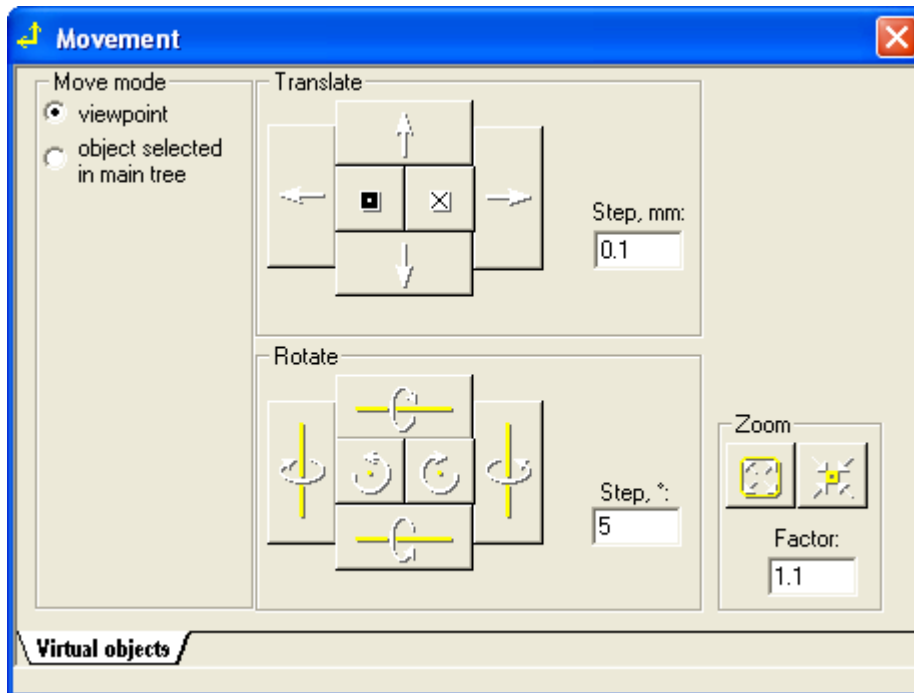 Movement
Move mode
viewpoint
object selected
in main tree
Translate
Step, mm:
0.1
Rotate
Step, °:
5
Zoom
Factor:
1.1
Virtual objects